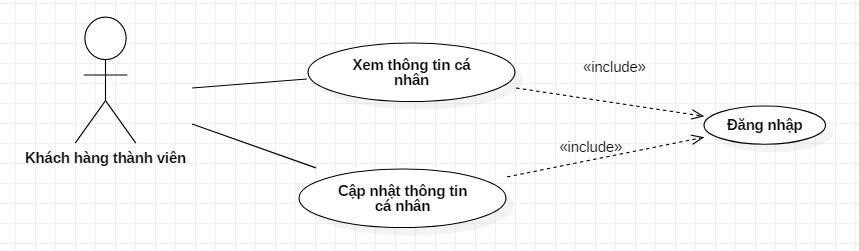 Xem thông tin cá
nhân
«include»
Đăng nhập
«include»
Khách hàng thành viên
Cập nhật thông tin
cá nhân